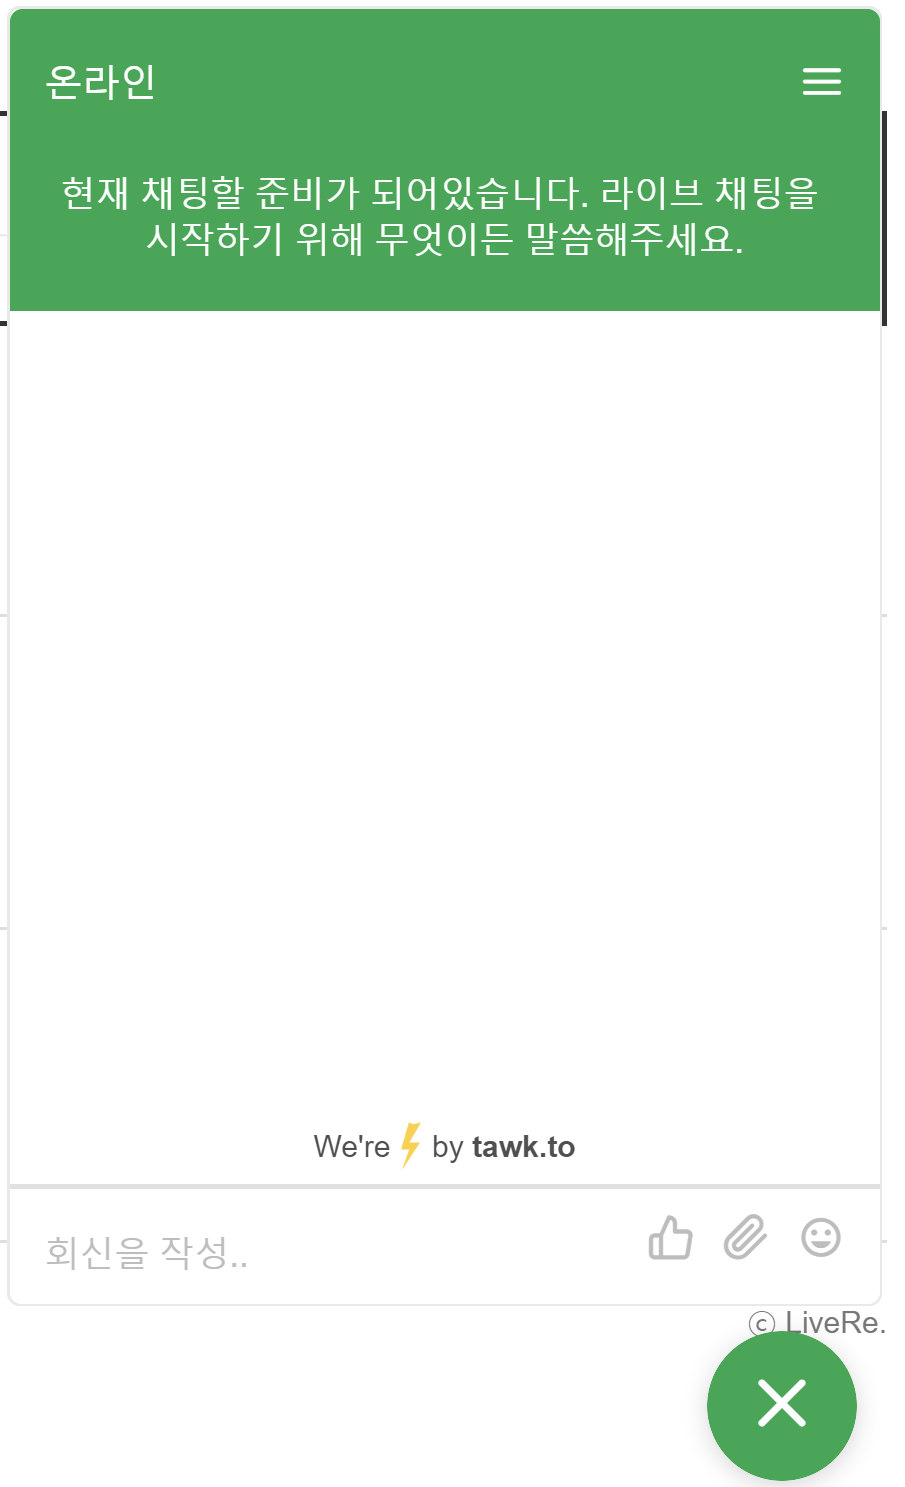 온라인
현재 채팅할 준비가 되어있습니다. 라이브 채팅을
시작하기 위해 무엇이든 말씀해주세요.
We're⚡by tawk.to
회신을 작성..
ⓒ LiveRe.